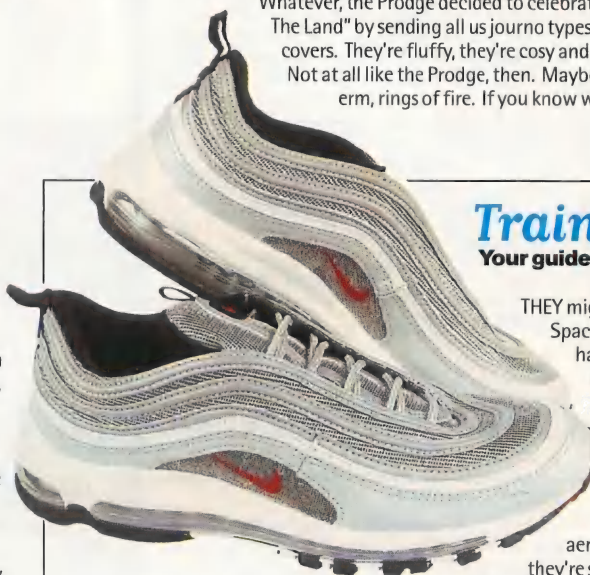 Whatever, the Prodge decided to celebrat
The Land" by sending all us journo types
covers. They're fluffy, they're cosy and
Not at all like the Prodge, then. Maybe
erm, rings of fire. If you know w
Train
Your guide
THEY mig
Spac
ha
aer
they're s